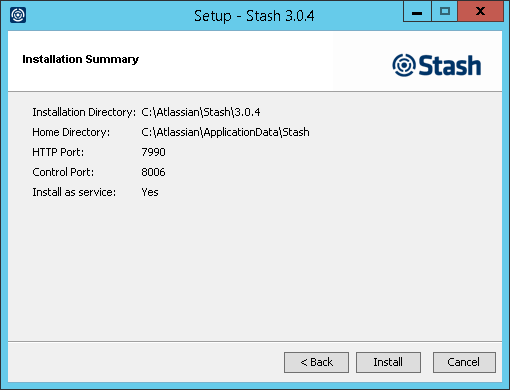 Setup - Stash 3.0.4
Installation Summary
Stash
Installation Directory: C:\Atlassian\Stash\3.0.4
Home Directory: C:\Atlassian\ApplicationData\Stash
HTTP Port: 7990
Control Port: 8006
Install as service: Yes
< Back Install Cancel